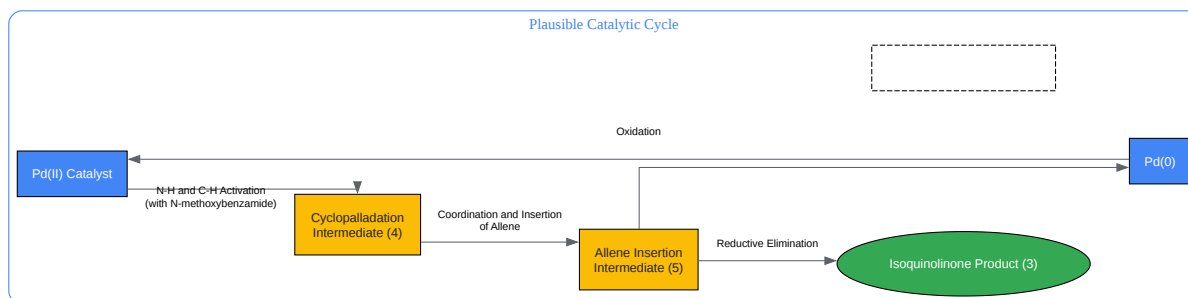 Plausible Catalytic Cycle
Oxidation
Pd(II) Catalyst
Pd(0)
N-H and C-H Activation
(with N-methoxybenzamide)
Cyclopalladation
Intermediate (4)
Coordination and Insertion
of Allene
Allene Insertion
Intermediate (5)
Reductive Elimination
Isoquinolinone Product (3)